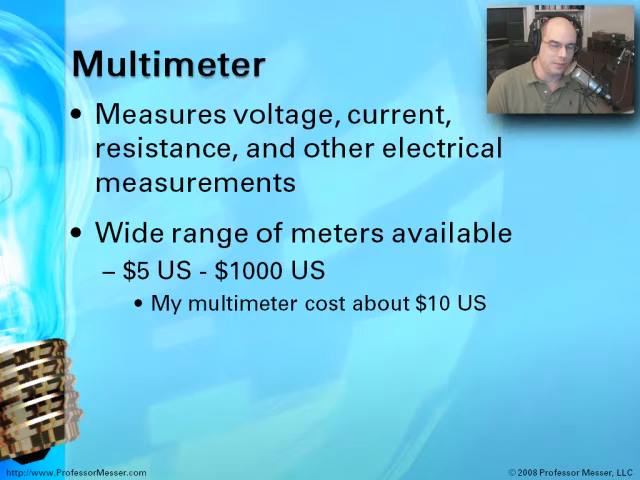 Multimeter
• Measures voltage, current,
resistance, and other electrical
measurements
• Wide range of meters available
– $5 US - $1000 US
• My multimeter cost about $10 US
http://www.ProfessorMesser.com
© 2008 Professor Messer, LLC